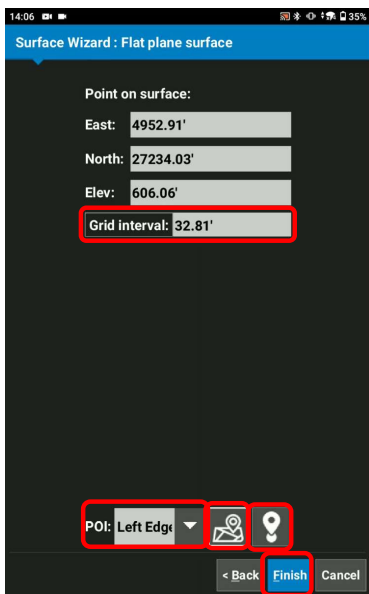 14:06 35%
Surface Wizard : Flat plane surface
Point on surface:
East: 4952.91'
North: 27234.03'
Elev: 606.06'
Grid interval: 32.81'
POI: Left Edge
< Back Finish Cancel